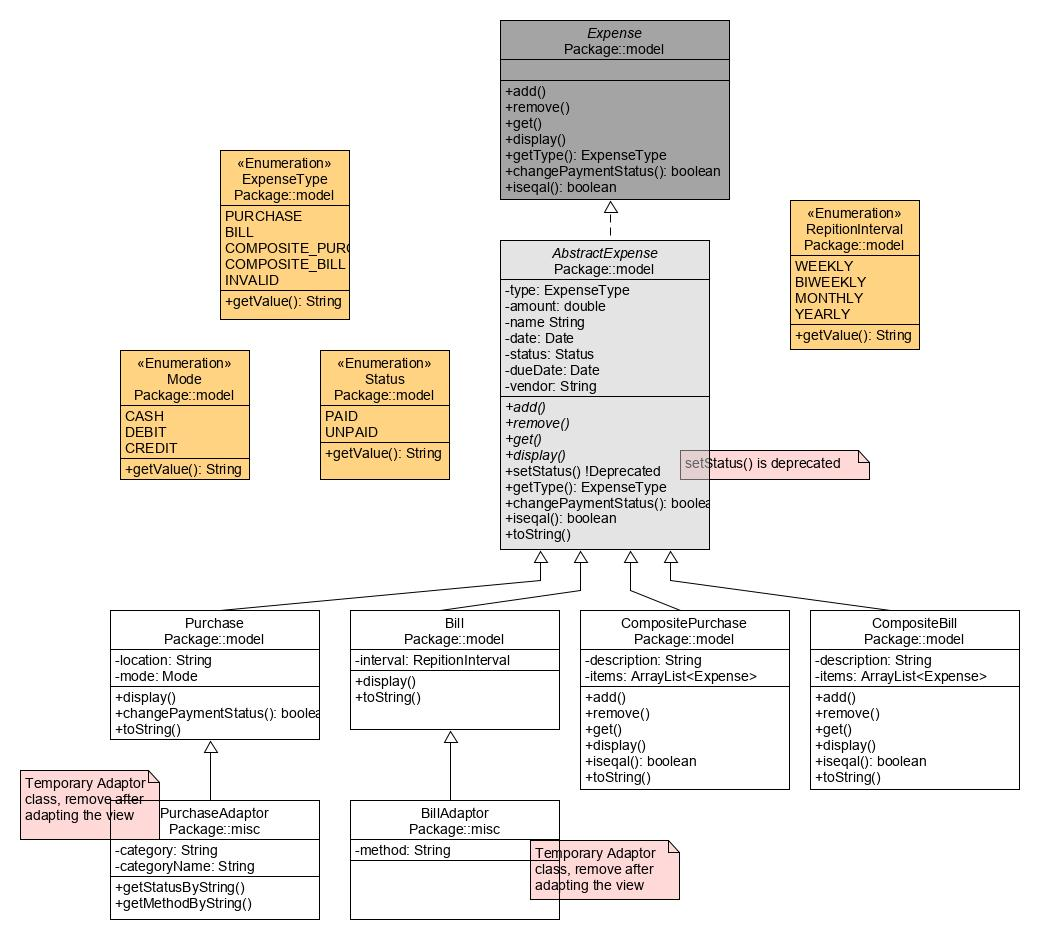 Expense
Package::model
+add()
+remove()
+get()
+display()
+getType(): ExpenseType
+changePaymentStatus(): boolean
+iseqal(): boolean
«Enumeration»
ExpenseType
Package::model
PURCHASE
BILL
COMPOSITE_PURC
COMPOSITE_BILL
INVALID
+getValue(): String
«Enumeration»
RepitionInterval
Package::model
WEEKLY
BIWEEKLY
MONTHLY
YEARLY
+getValue(): String
«Enumeration»
Mode
Package::model
CASH
DEBIT
CREDIT
+getValue(): String
«Enumeration»
Status
Package::model
PAID
UNPAID
+getValue(): String
AbstractExpense
Package::model
-type: ExpenseType
-amount: double
-name String
-date: Date
-status: Status
-dueDate: Date
-vendor: String
+add()
+remove()
+get()
+display()
+setStatus() !Deprecated
+getType(): ExpenseType
+changePaymentStatus(): boolea
+iseqal(): boolean
+toString()
setStatus() is deprecated
Purchase
Package::model
-location: String
-mode: Mode
+display()
+changePaymentStatus(): boolea
+toString()
Bill
Package::model
-interval: RepitionInterval
+display()
+toString()
CompositePurchase
Package::model
-description: String
-items: ArrayList<Expense>
+add()
+remove()
+get()
+display()
+iseqal(): boolean
+toString()
CompositeBill
Package::model
-description: String
-items: ArrayList<Expense>
+add()
+remove()
+get()
+display()
+iseqal(): boolean
+toString()
Temporary Adaptor
class, remove after
adapting the view
PurchaseAdaptor
Package::misc
-category: String
-categoryName: String
+getStatusByString()
+getMethodByString()
BillAdaptor
Package::misc
-method: String
Temporary Adaptor
class, remove after
adapting the view